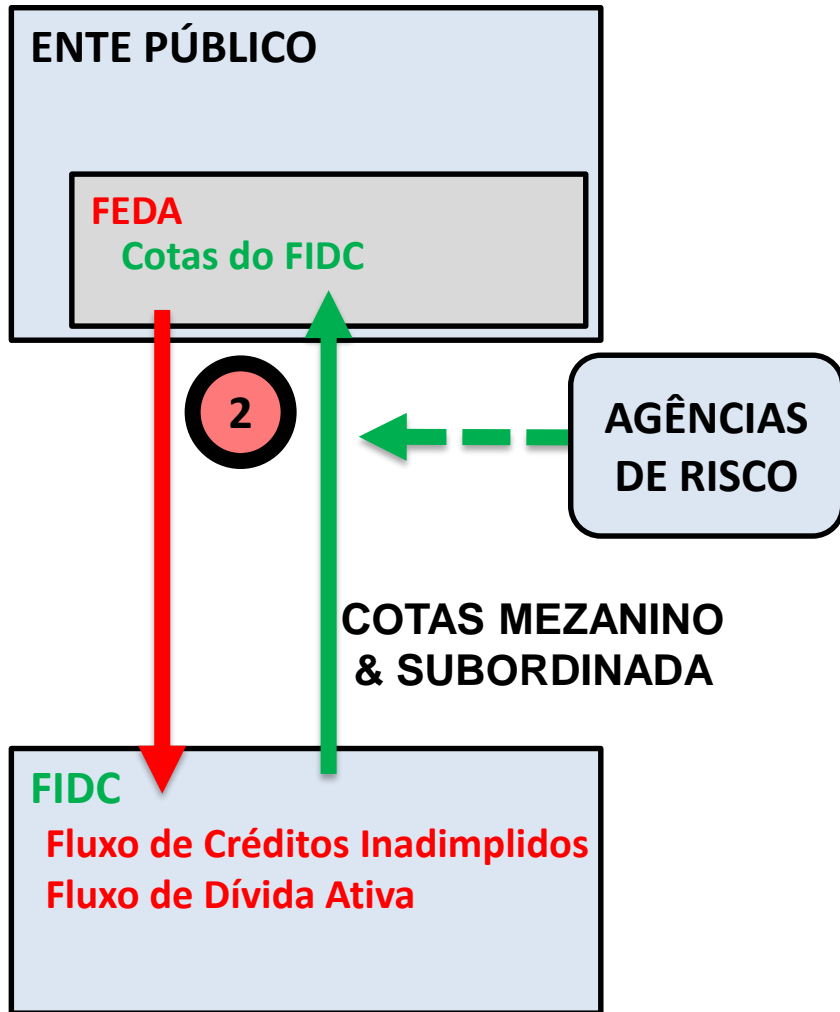 ENTE PÚBLICO
FEDA
Cotas do FIDC
2
AGÊNCIAS
DE RISCO
COTAS MEZANINO
& SUBORDINADA
FIDC
Fluxo de Créditos Inadimplidos
Fluxo de Dívida Ativa